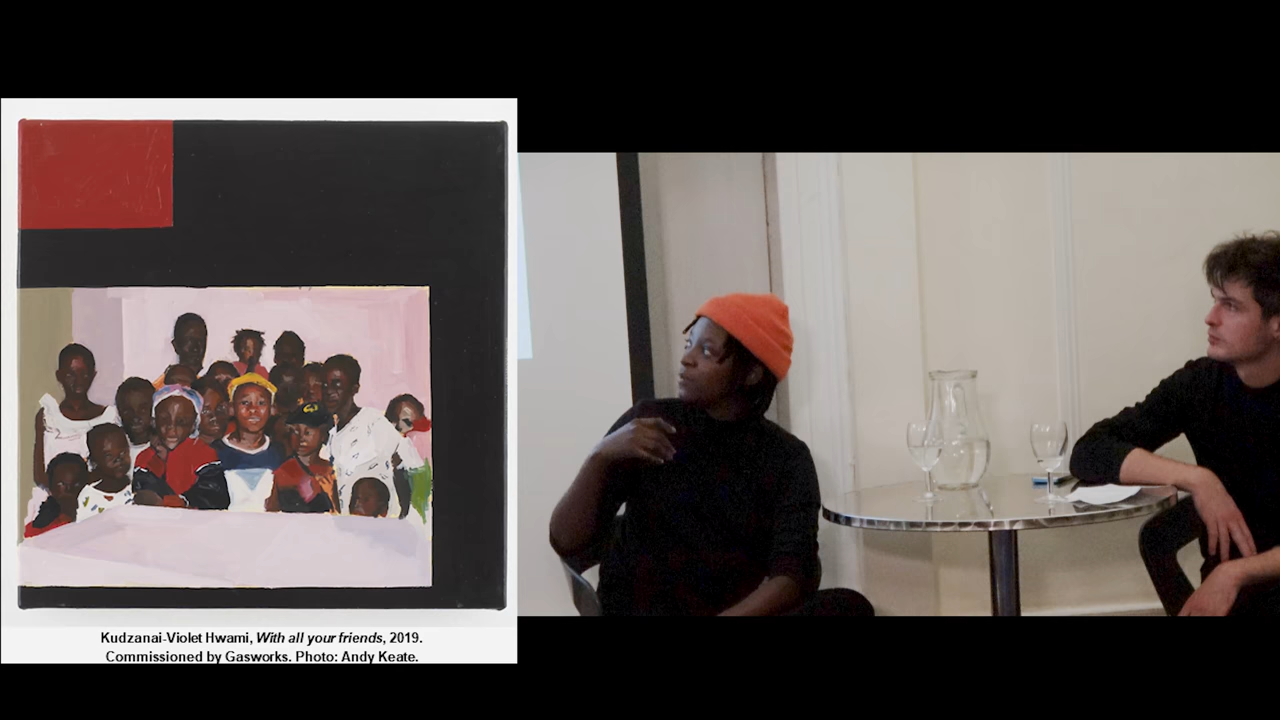 Kudzanai-Violet Hwami, With all your friends, 2019.
Commissioned by Gasworks. Photo: Andy Keate.